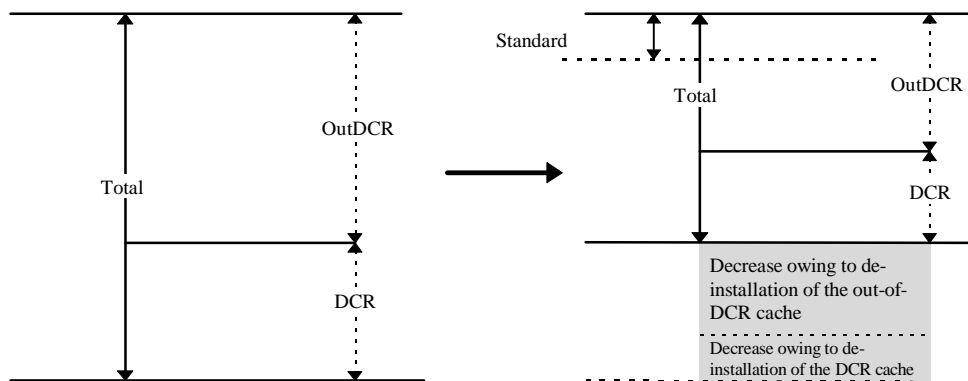 OutDCR
Total
DCR
Standard
Total
OutDCR
DCR
Decrease owing to de-
installation of the out-of-
DCR cache
Decrease owing to de-
installation of the DCR cache